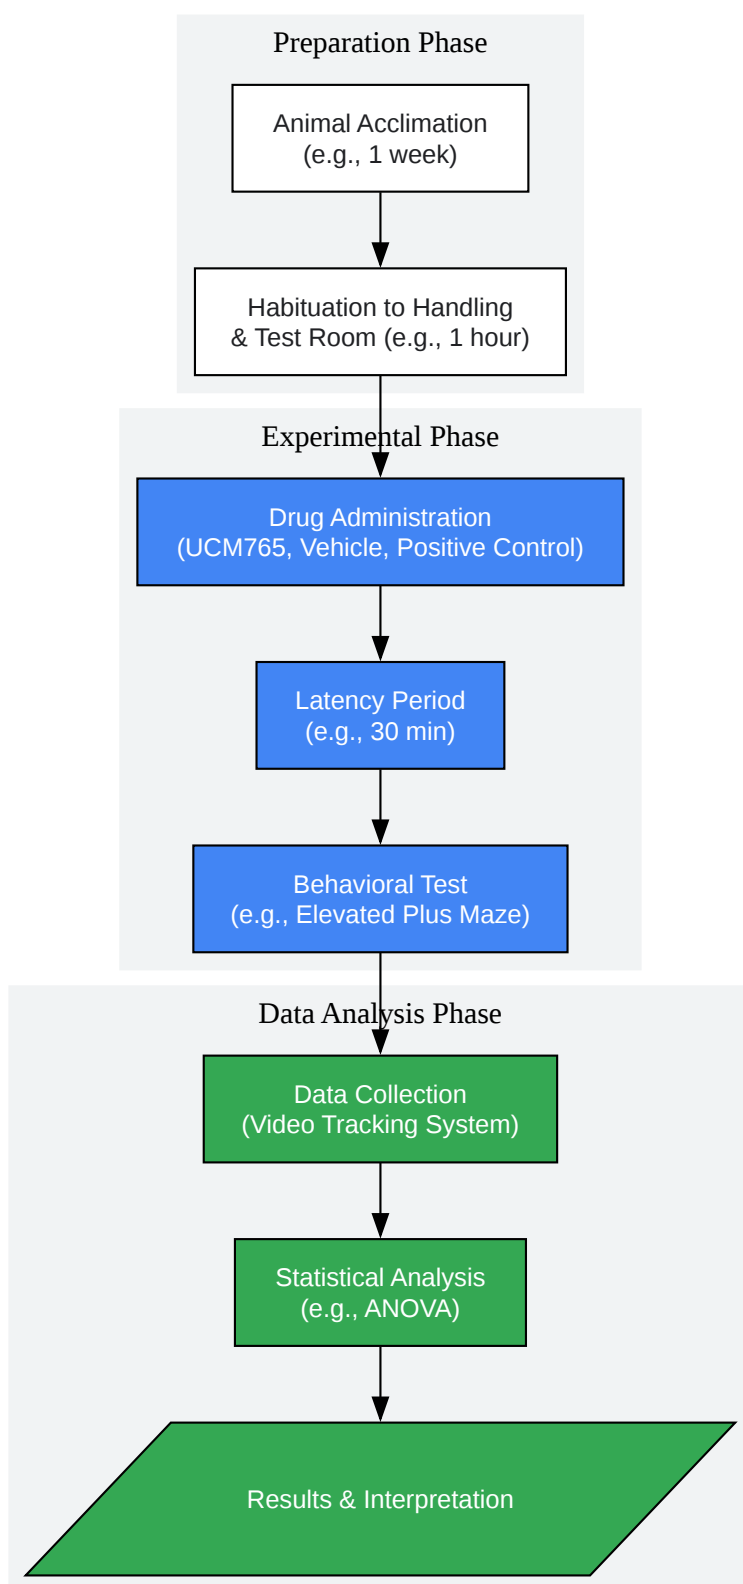 Preparation Phase
Animal Acclimation
(e.g., 1 week)
Habituation to Handling
& Test Room (e.g., 1 hour)
Experimental Phase
Drug Administration
(UCM765, Vehicle, Positive Control)
Latency Period
(e.g., 30 min)
Behavioral Test
(e.g., Elevated Plus Maze)
Data Analysis Phase
Data Collection
(Video Tracking System)
Statistical Analysis
(e.g., ANOVA)
Results & Interpretation